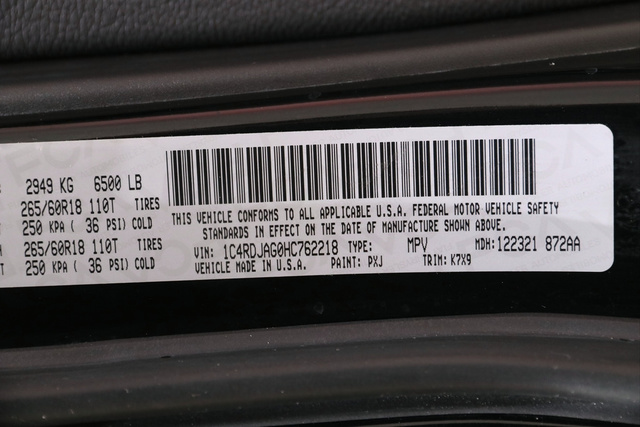 2949 KG 6500 LB
265/60R18 110T TIRES
250 KPA ( 36 PSI) COLD
265/60R18 110T TIRES
250 KPA ( 36 PSI) COLD
THIS VEHICLE CONFORMS TO ALL APPLICABLE U.S.A. FEDERAL MOTOR VEHICLE SAFETY
STANDARDS IN EFFECT ON THE DATE OF MANUFACTURE SHOWN ABOVE.
VIN: 1C4RDJAG0HC762218 TYPE: MPV MDH: 122321 872AA
VEHICLE MADE IN U.S.A. PAINT: PXJ TRIM: K7X9